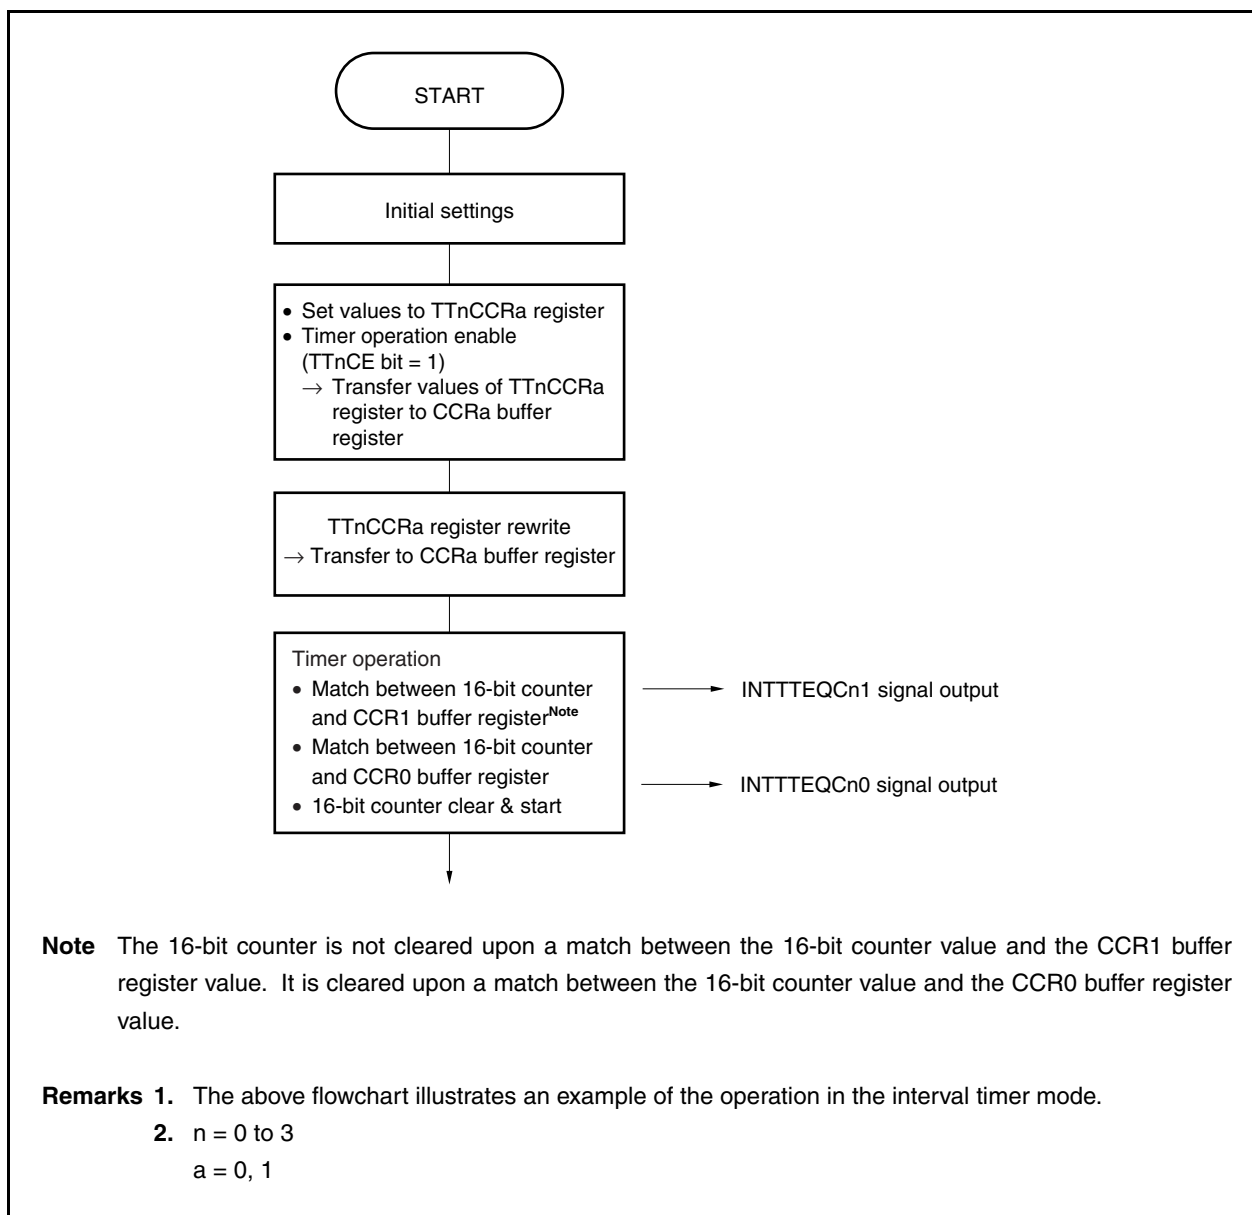 START
Initial settings
• Set values to TTnCCRa register
• Timer operation enable
(TTnCE bit = 1)
→ Transfer values of TTnCCRa
register to CCRa buffer
register
TTnCCRa register rewrite
→ Transfer to CCRa buffer register
Timer operation
• Match between 16-bit counter
and CCR1 buffer registerNote
• Match between 16-bit counter
and CCR0 buffer register
• 16-bit counter clear & start
INTTTEQCn1 signal output
INTTTEQCn0 signal output
Note The 16-bit counter is not cleared upon a match between the 16-bit counter value and the CCR1 buffer
register value. It is cleared upon a match between the 16-bit counter value and the CCR0 buffer register
value.
Remarks 1. The above flowchart illustrates an example of the operation in the interval timer mode.
2. n = 0 to 3
a = 0, 1